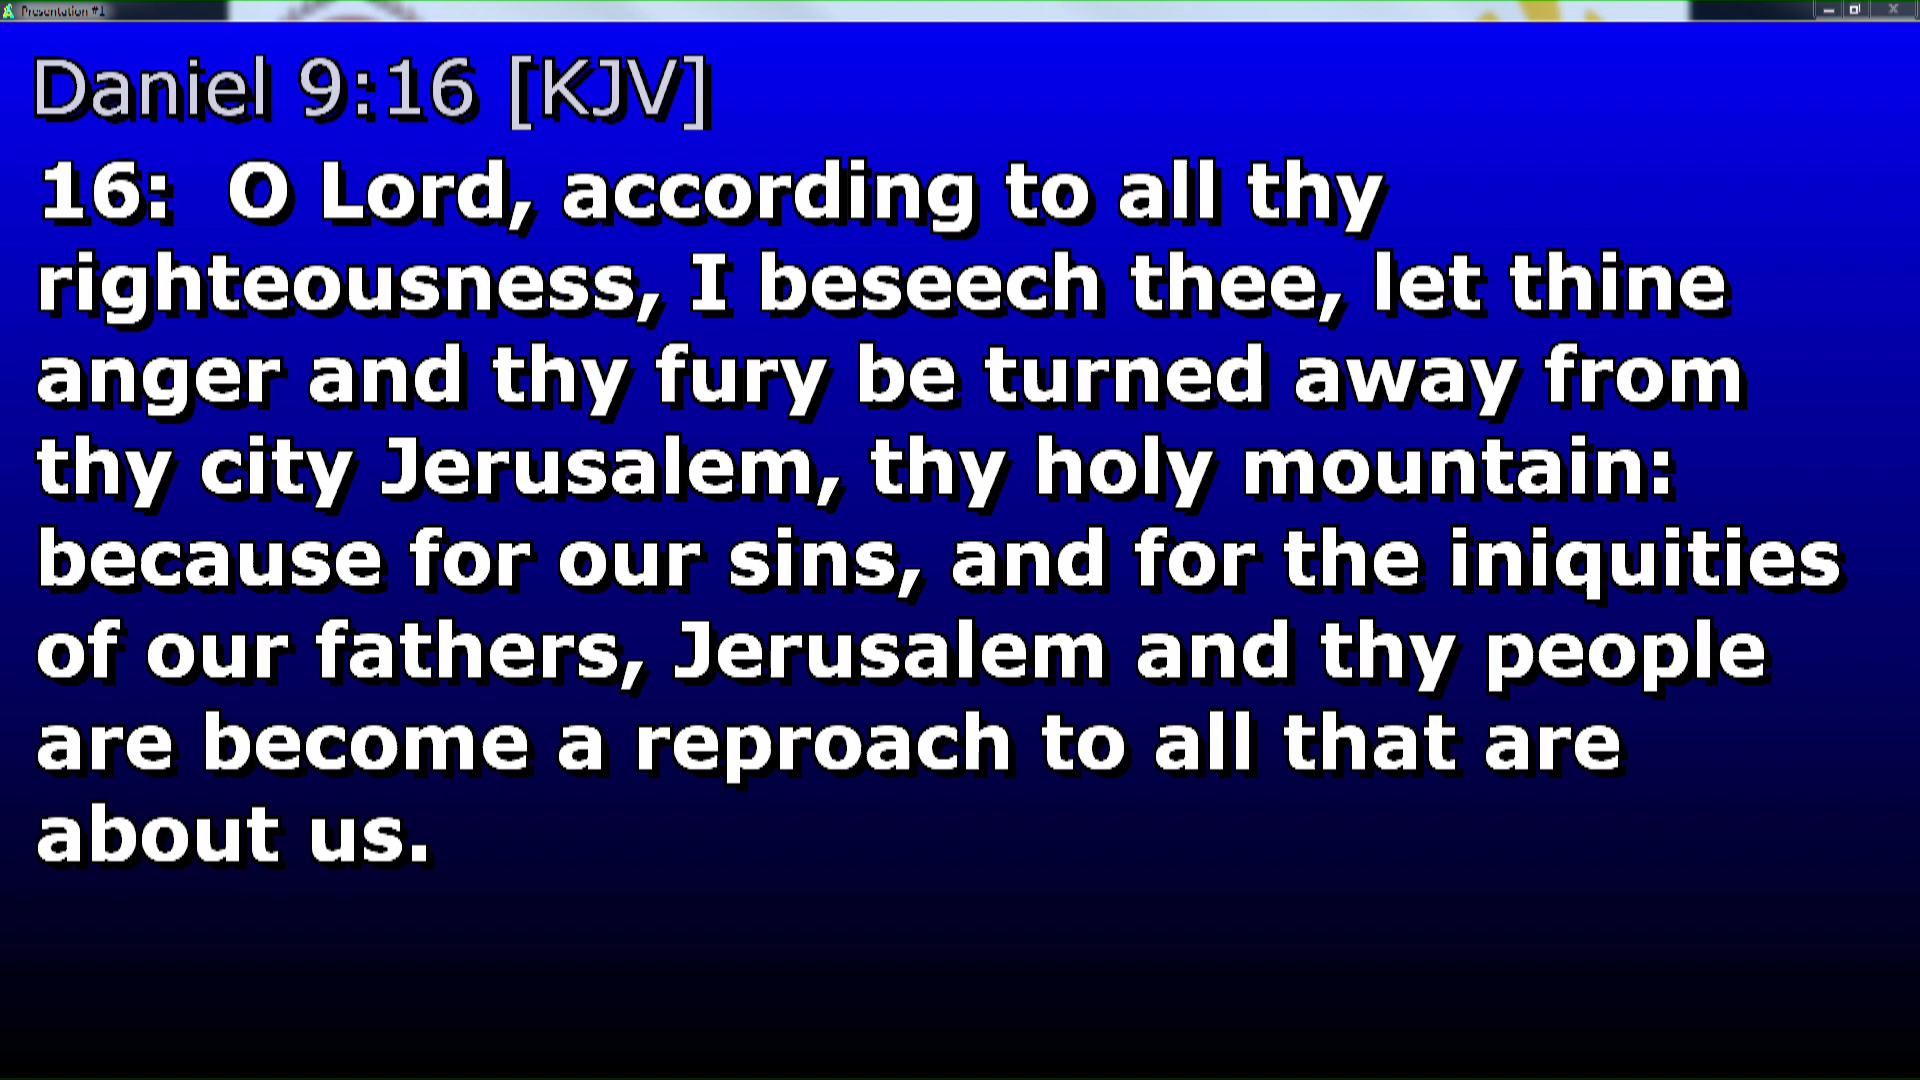 Presentation #1
Daniel 9:16 [KJV]
16: O Lord, according to all thy
righteousness, I beseech thee, let thine
anger and thy fury be turned away from
thy city Jerusalem, thy holy mountain:
because for our sins, and for the iniquities
of our fathers, Jerusalem and thy people
are become a reproach to all that are
about us.